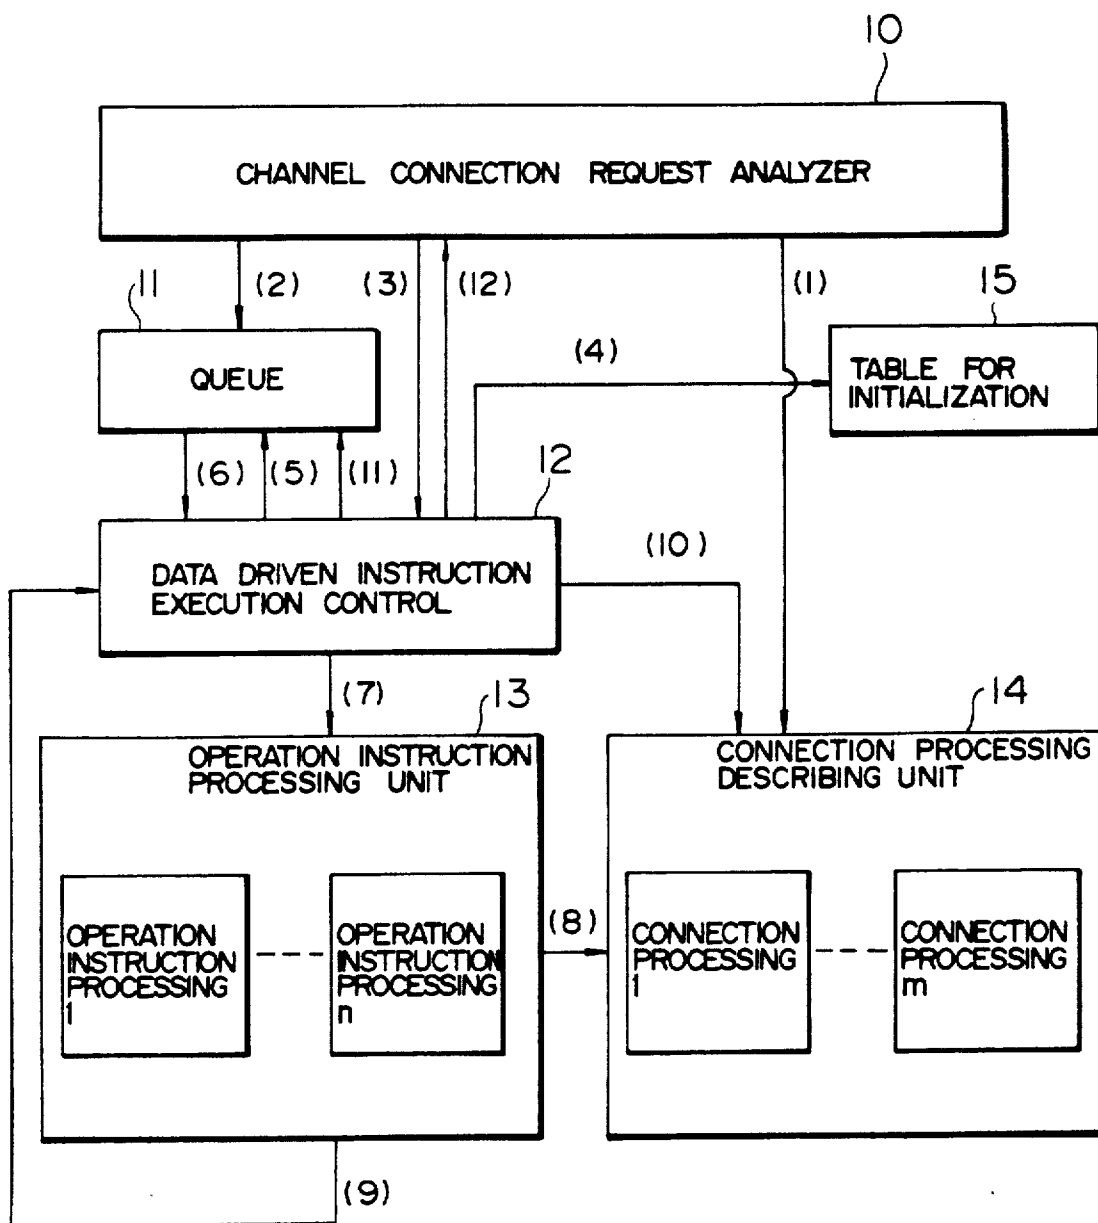 10
CHANNEL CONNECTION REQUEST ANALYZER
(2)
(3)
(12)
(1)
11
15
QUEUE
(4)
TABLE FOR
INITIALIZATION
(6)
(5)
(11)
12
(10)
DATA DRIVEN INSTRUCTION
EXECUTION CONTROL
(7)
13
14
OPERATION INSTRUCTION
PROCESSING UNIT
CONNECTION PROCESSING
DESCRIBING UNIT
OPERATION
INSTRUCTION
PROCESSING
1
OPERATION
INSTRUCTION
PROCESSING
n
(8)
CONNECTION
PROCESSING
1
CONNECTION
PROCESSING
m
(9)